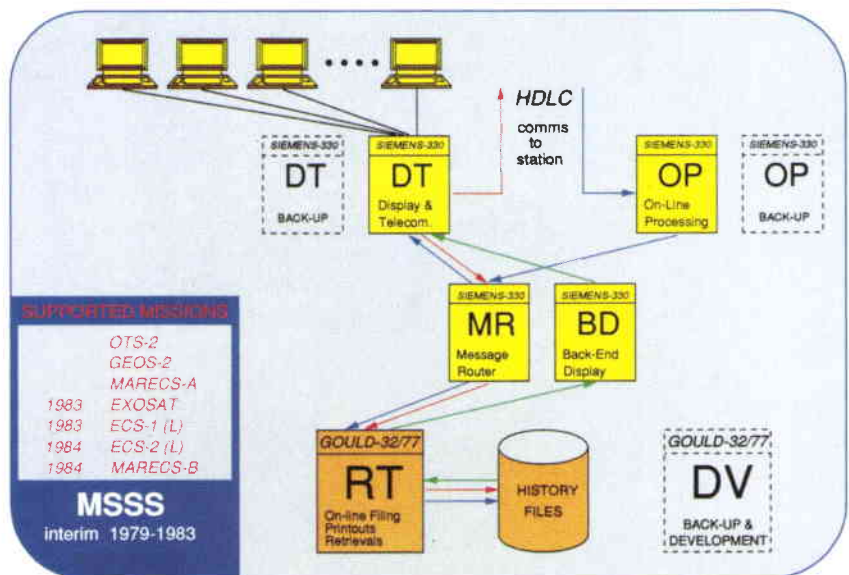 HDLC
comms
to
station
SIEMENS-330
DT
BACK-UP
SIEMENS-330
DT
Display &
Telecom.
SIEMENS-330
OP
On-Line
Processing
SIEMENS-330
OP
BACK-UP
SIEMENS-330
MR
Message
Router
SIEMENS-330
BD
Back-End
Display
SUPPORTED MISSIONS
OTS-2
GEOS-2
MARECS-A
1983 EXOSAT
1983 ECS-1 (L)
1984 ECS-2 (L)
1984 MARECS-B
MSSS
interim 1979-1983
GOULD-32/77
RT
On-line Filing
Printouts
Retrievals
HISTORY
FILES
GOULD-32/77
DV
BACK-UP &
DEVELOPMENT